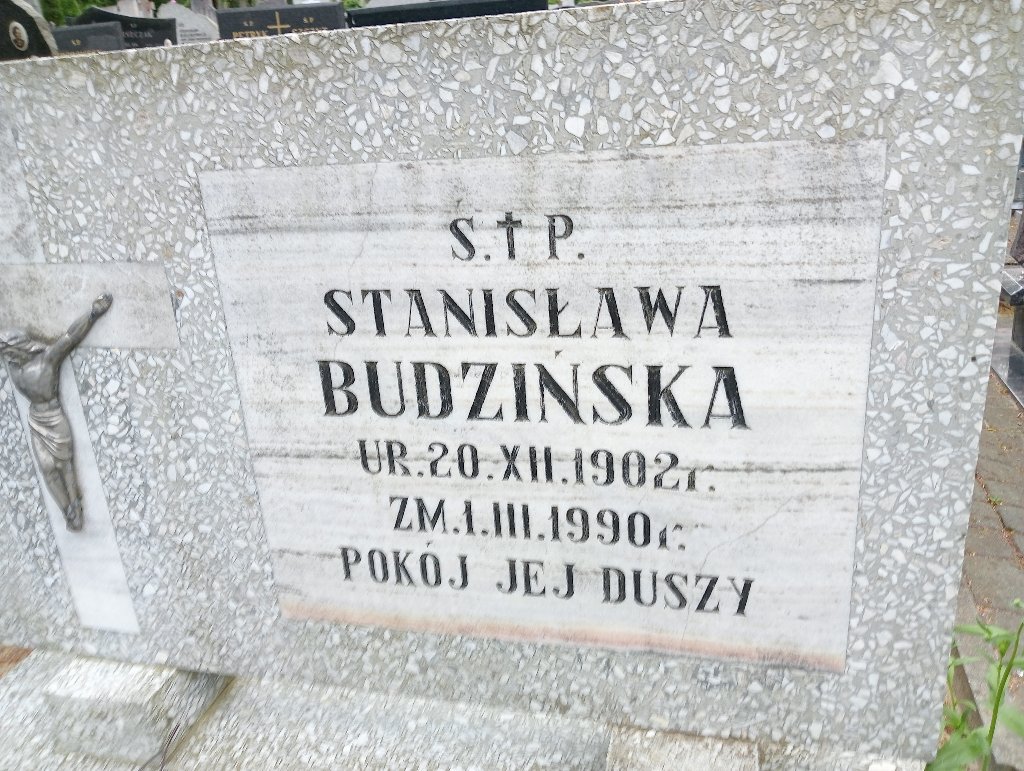 S.†P.
STANISŁAWA
BUDZIŃSKA
UR.20.XII.1902r.
ZM.1.III.1990r.
POKÓJ JEJ DUSZY